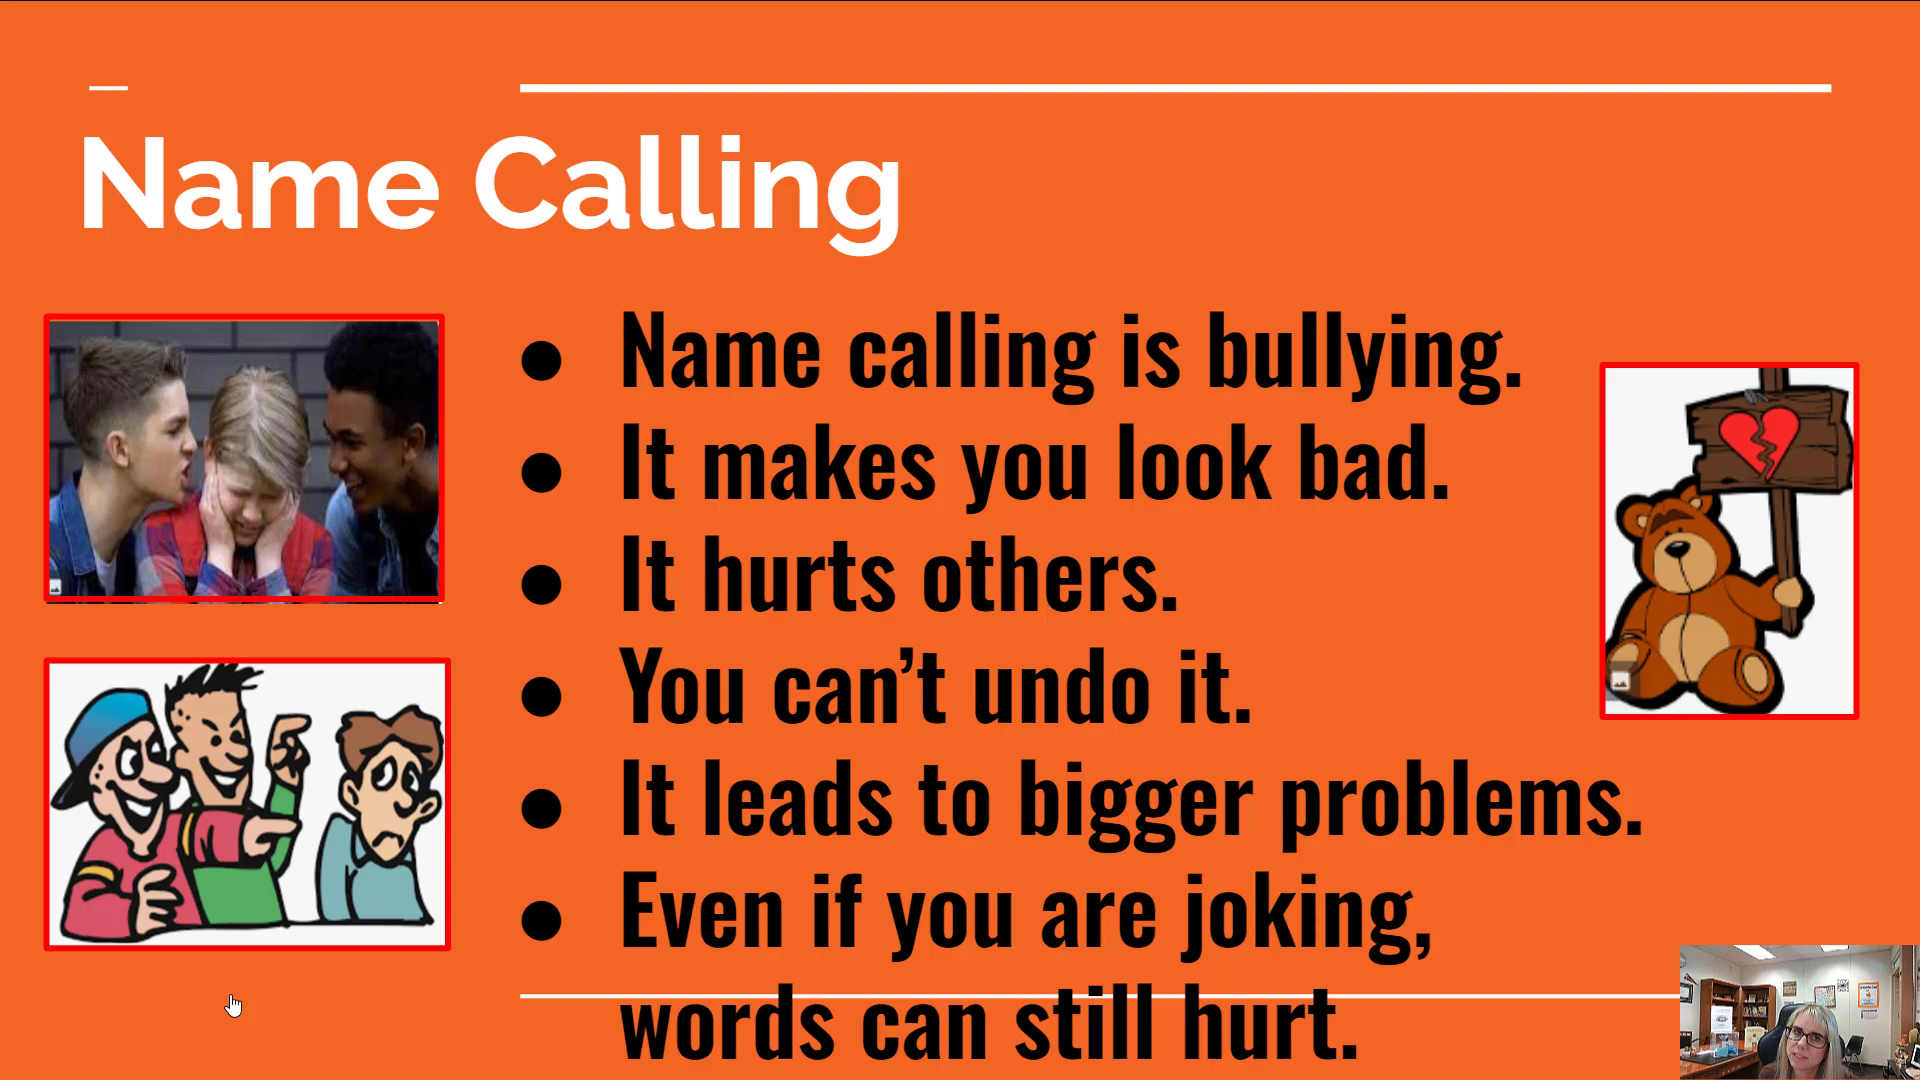 Name Calling
● Name calling is bullying.
● It makes you look bad.
● It hurts others.
● You can’t undo it.
● It leads to bigger problems.
● Even if you are joking,
words can still hurt.